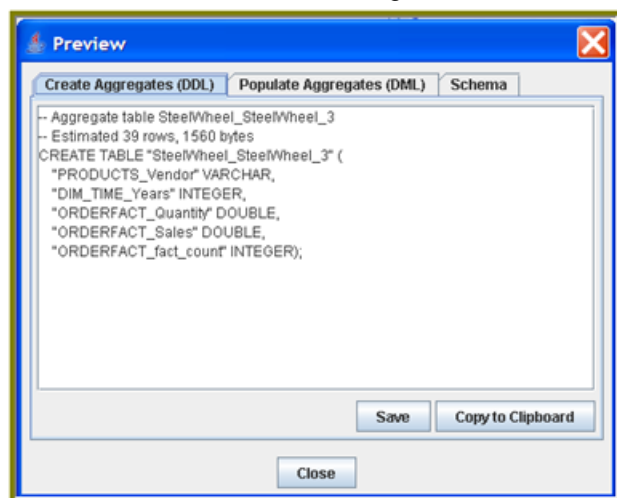 Preview
Create Aggregates (DDL) Populate Aggregates (DML) Schema
-- Aggregate table SteelWheel_SteelWheel_3
-- Estimated 39 rows, 1560 bytes
CREATE TABLE "SteelWheel_SteelWheel_3" (
"PRODUCTS_Vendor" VARCHAR,
"DIM_TIME_Years" INTEGER,
"ORDERFACT_Quantity" DOUBLE,
"ORDERFACT_Sales" DOUBLE,
"ORDERFACT_fact_count" INTEGER);
Save Copy to Clipboard
Close